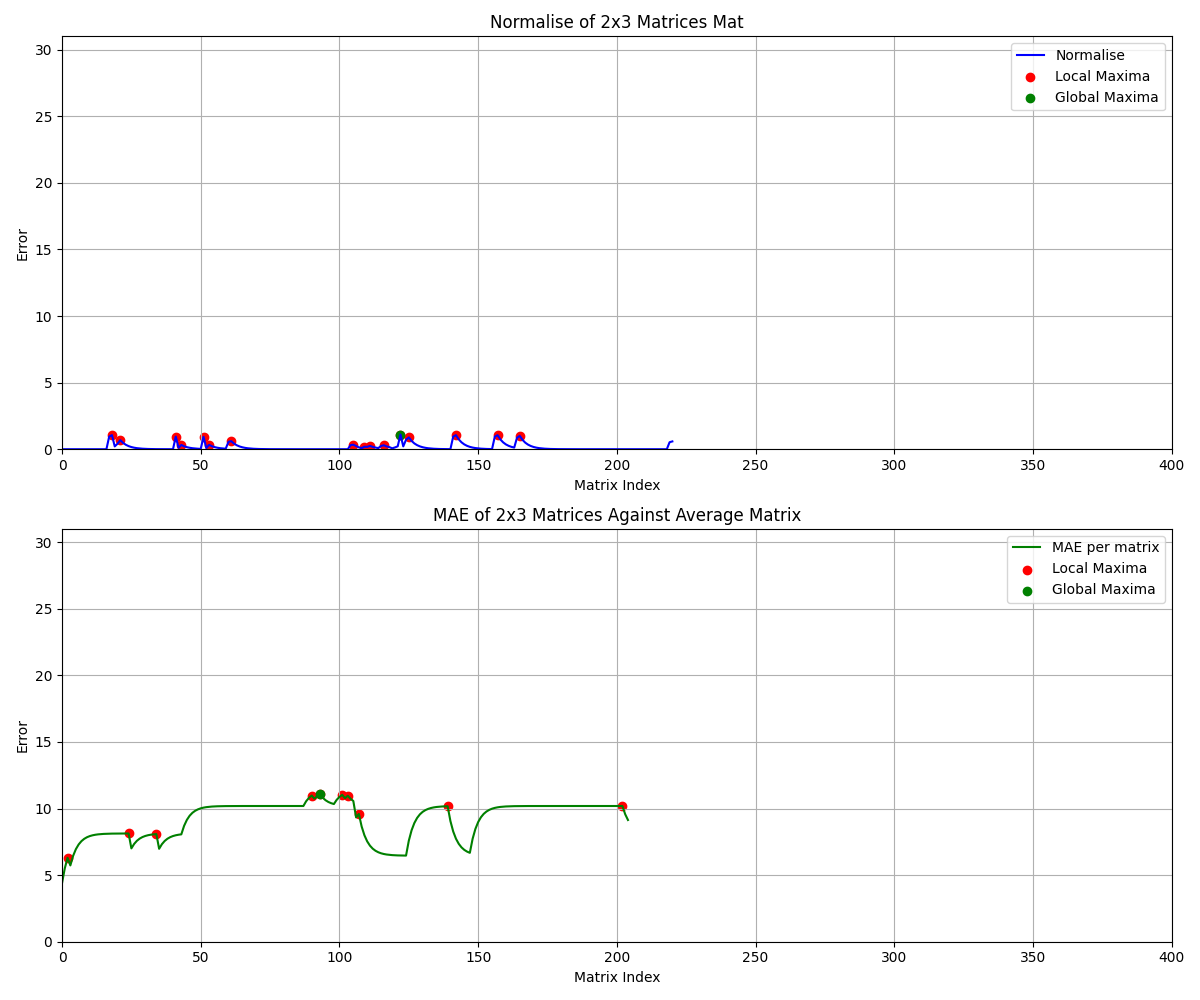 Normalise of 2x3 Matrices Mat
30
25
20
15
10
5
0
Error
Normalise
Local Maxima
Global Maxima
0 50 100 150 200 250 300 350 400
Matrix Index
MAE of 2x3 Matrices Against Average Matrix
30
25
20
15
10
5
0
Error
MAE per matrix
Local Maxima
Global Maxima
0 50 100 150 200 250 300 350 400
Matrix Index